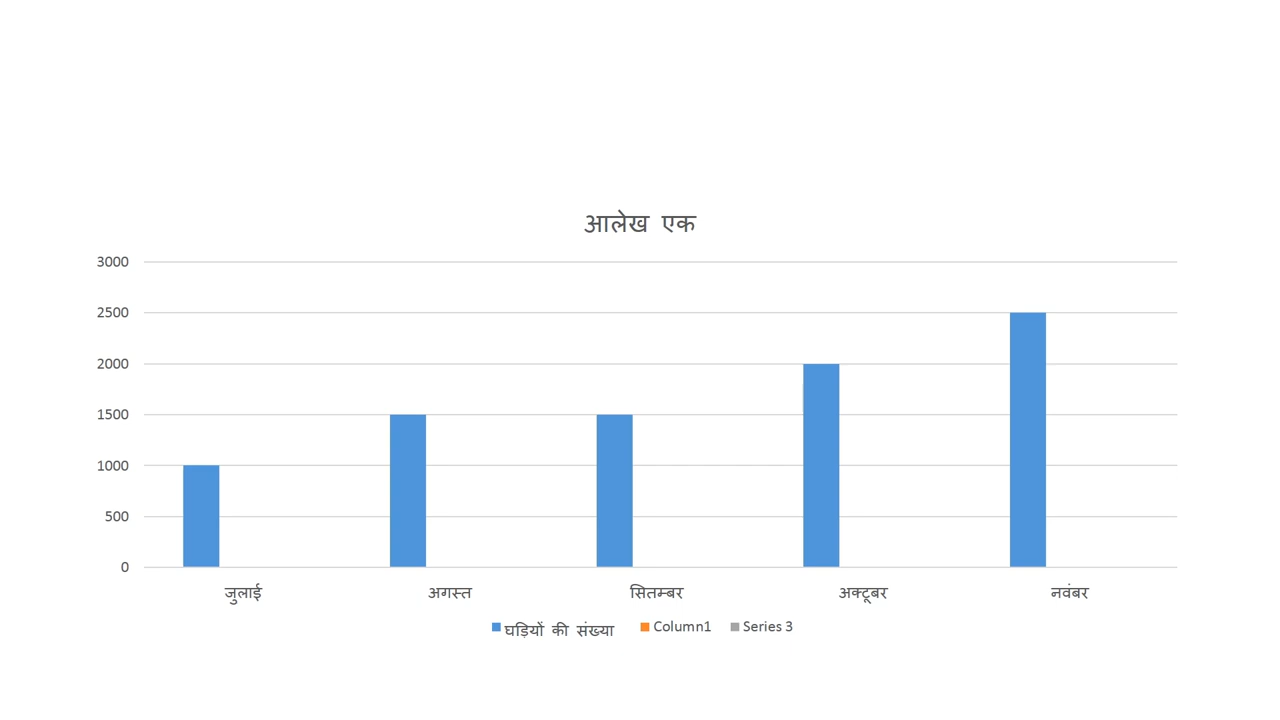 आलेख एक
3000
2500
2000
1500
1000
500
0
जुलाई अगस्त सितम्बर अक्टूबर नवंबर
घड़ियों की संख्या Column1 Series 3